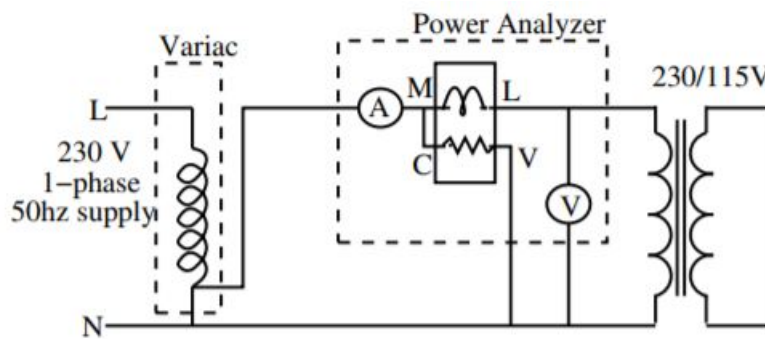 Variac
Power Analyzer
230/115V
L
A
M
L
230 V
1-phase
50hz supply
C
V
V
N